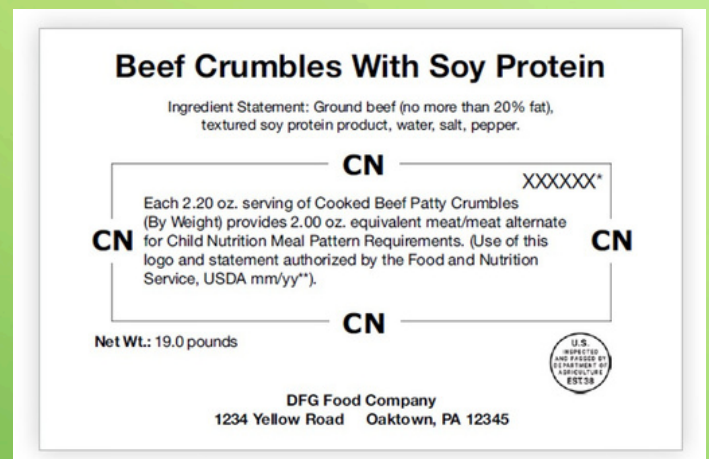 Beef Crumbles With Soy Protein
Ingredient Statement: Ground beef (no more than 20% fat),
textured soy protein product, water, salt, pepper.
CN
XXXXXX*
Each 2.20 oz. serving of Cooked Beef Patty Crumbles
(By Weight) provides 2.00 oz. equivalent meat/meat alternate
CN for Child Nutrition Meal Pattern Requirements. (Use of this CN
logo and statement authorized by the Food and Nutrition
Service, USDA mm/yy**).
CN
Net Wt.: 19.0 pounds
U.S.
INSPECTED
AND PASSED BY
DEPARTMENT OF
AGRICULTURE
EST.38
DFG Food Company
1234 Yellow Road Oaktown, PA 12345